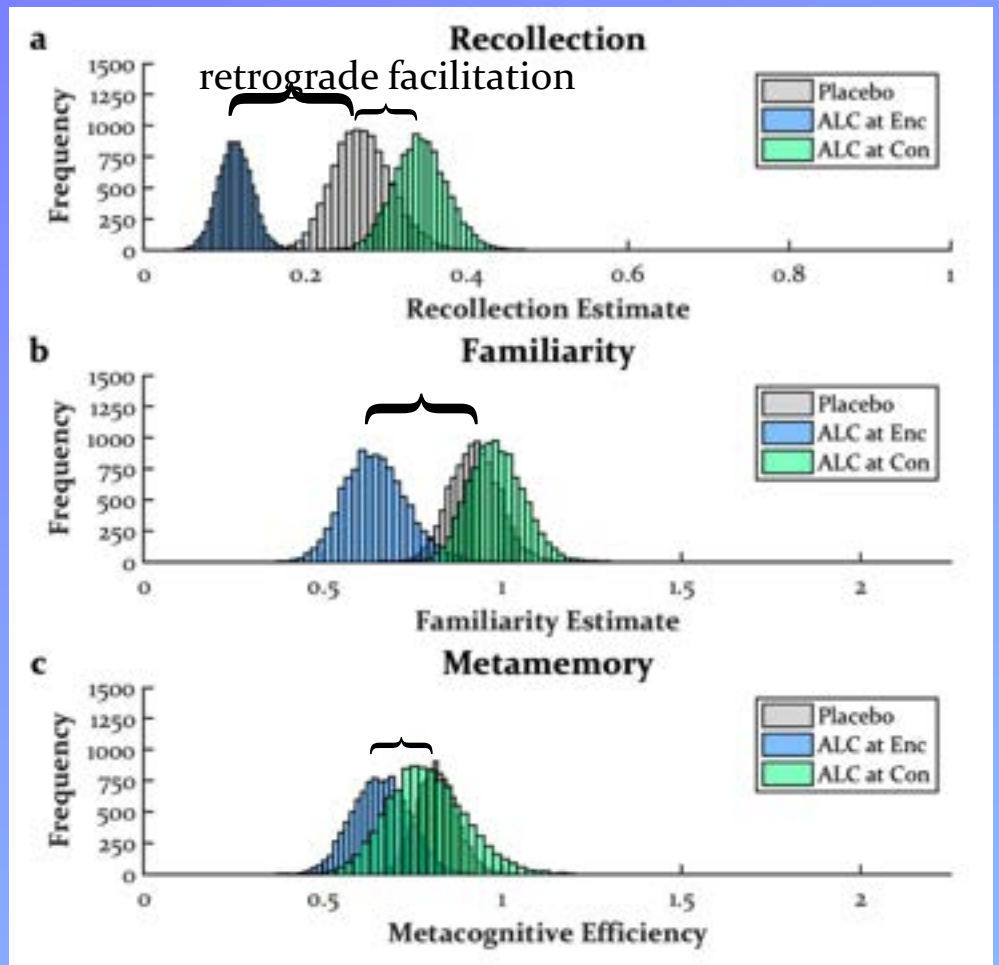 a
Recollection
retrograde facilitation
1500
1250
1000
750
500
250
0
Frequency
Placebo
ALC at Enc
ALC at Con
0 0.2 0.4 0.6 0.8 1
Recollection Estimate
b
Familiarity
1500
1250
1000
750
500
250
0
Frequency
Placebo
ALC at Enc
ALC at Con
0 0.5 1 1.5 2
Familiarity Estimate
c
Metamemory
1500
1250
1000
750
500
250
0
Frequency
Placebo
ALC at Enc
ALC at Con
0 0.5 1 1.5 2
Metacognitive Efficiency